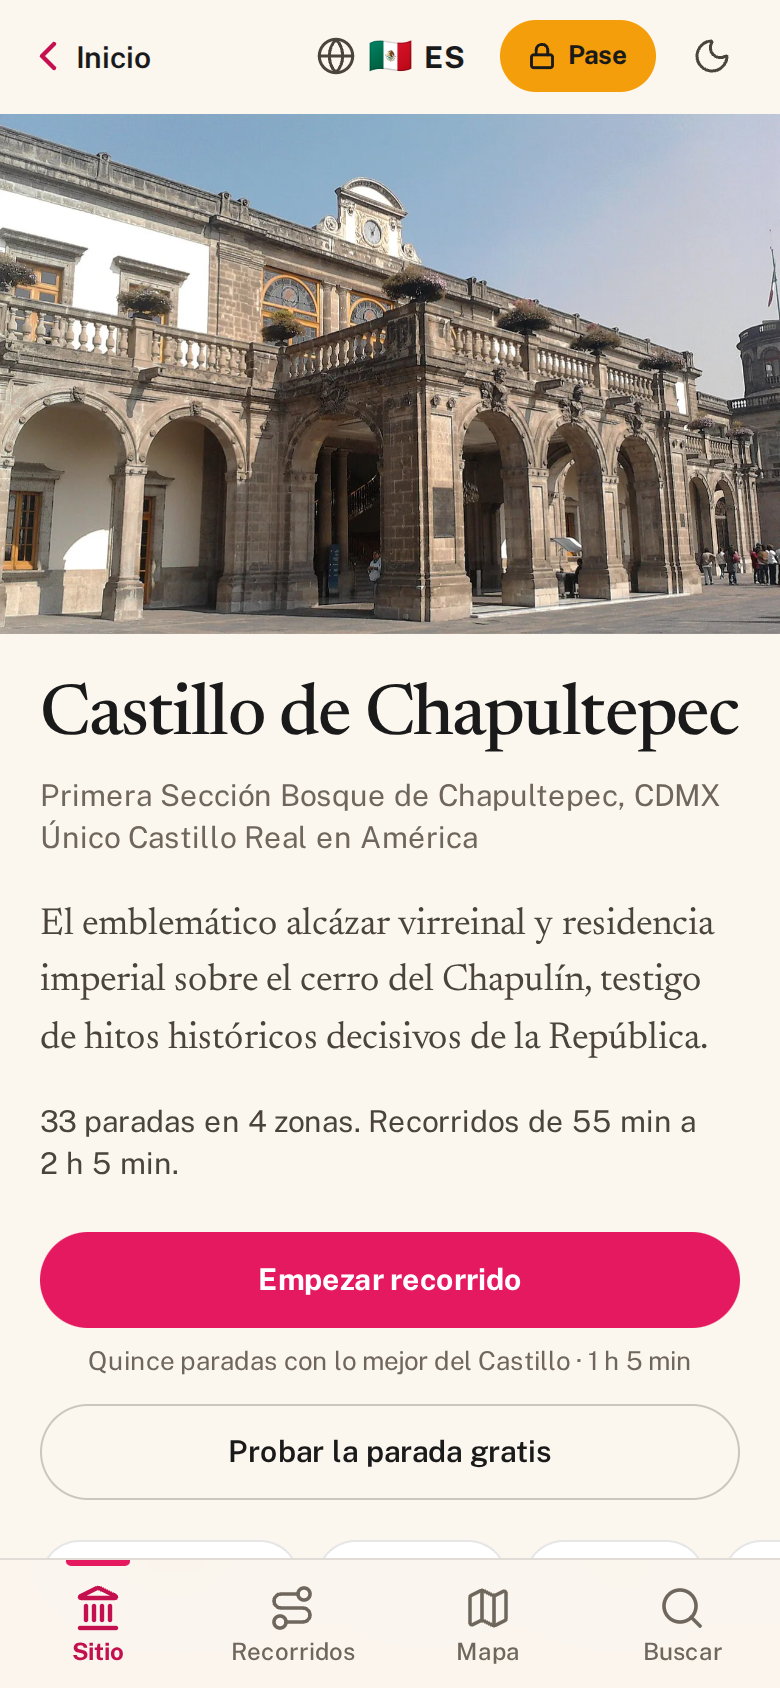 Inicio
ES
Pase
Castillo de Chapultepec
Primera Sección Bosque de Chapultepec, CDMX
Único Castillo Real en América
El emblemático alcázar virreinal y residencia
imperial sobre el cerro del Chapulín, testigo
de hitos históricos decisivos de la República.
33 paradas en 4 zonas. Recorridos de 55 min a
2 h 5 min.
Empezar recorrido
Quince paradas con lo mejor del Castillo · 1 h 5 min
Probar la parada gratis
Sitio
Recorridos
Mapa
Buscar